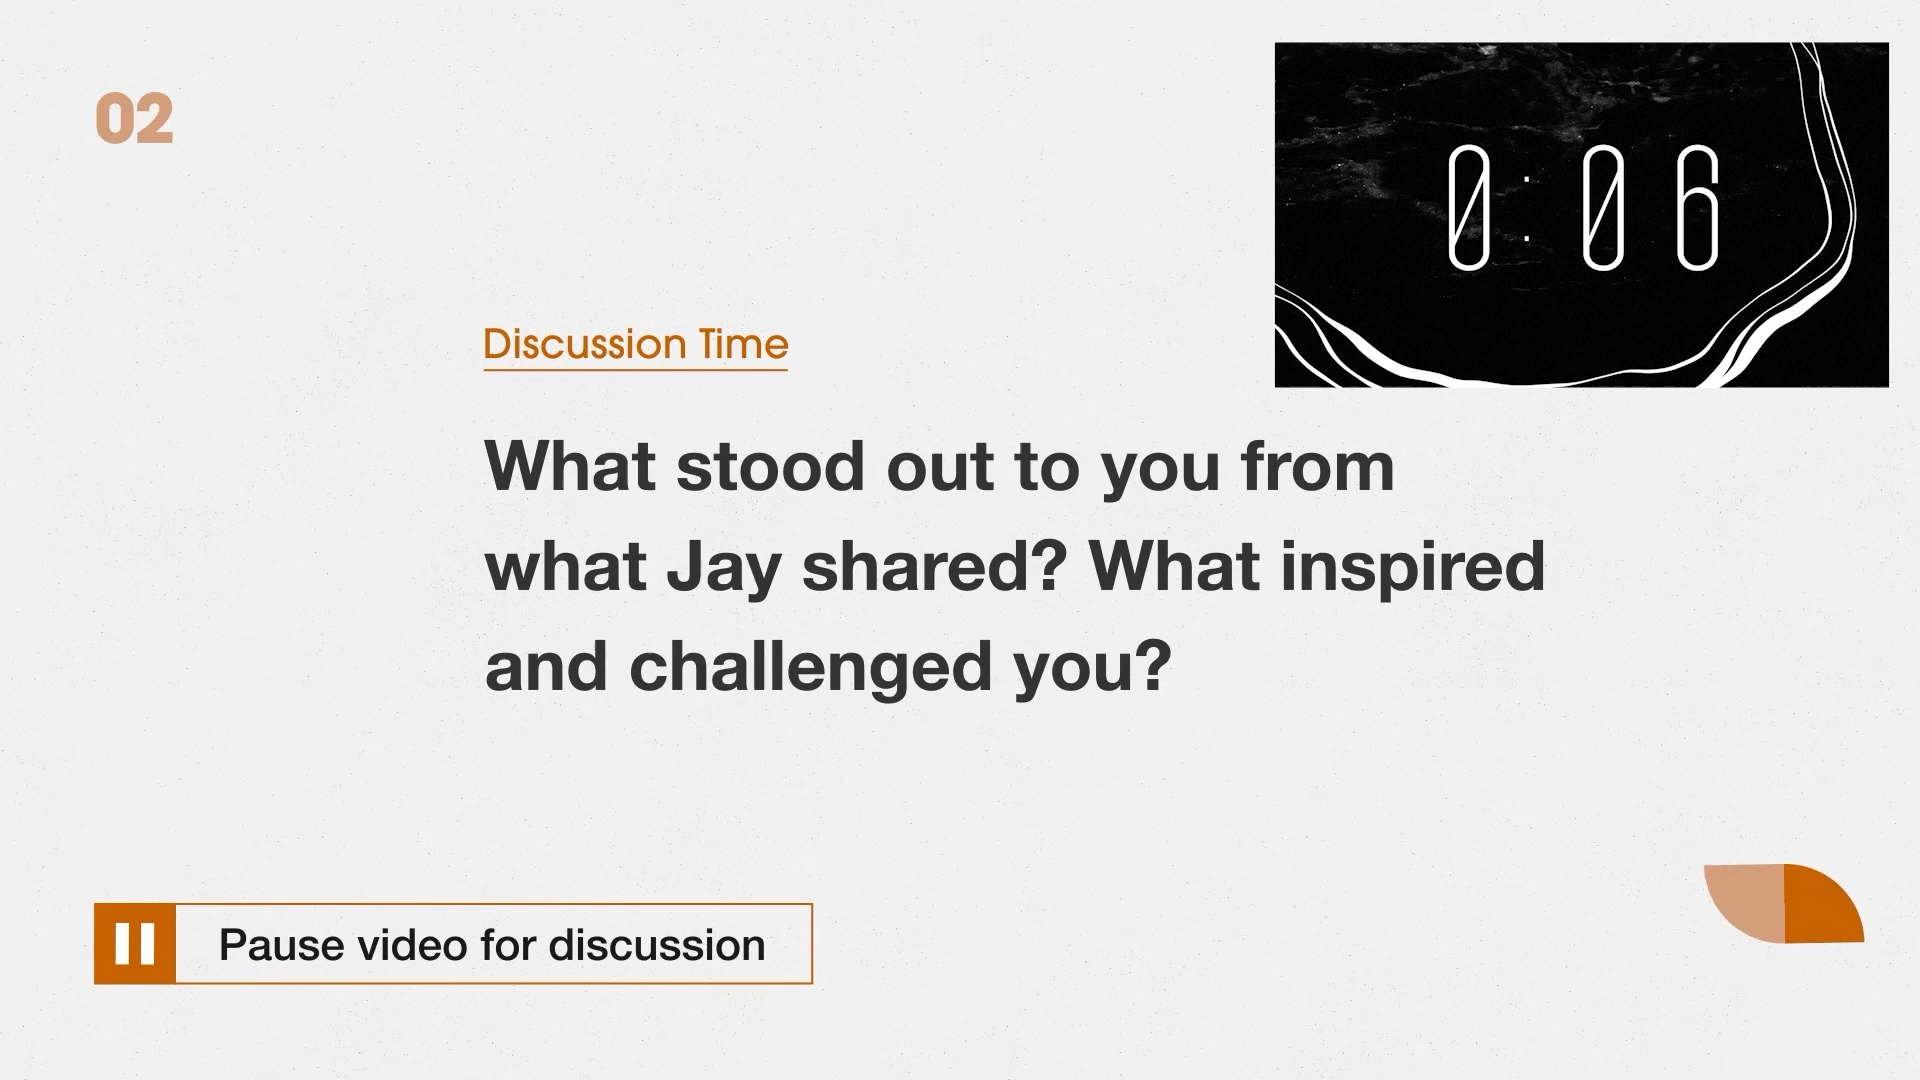 02
0:06
Discussion Time
What stood out to you from
what Jay shared? What inspired
and challenged you?
Pause video for discussion